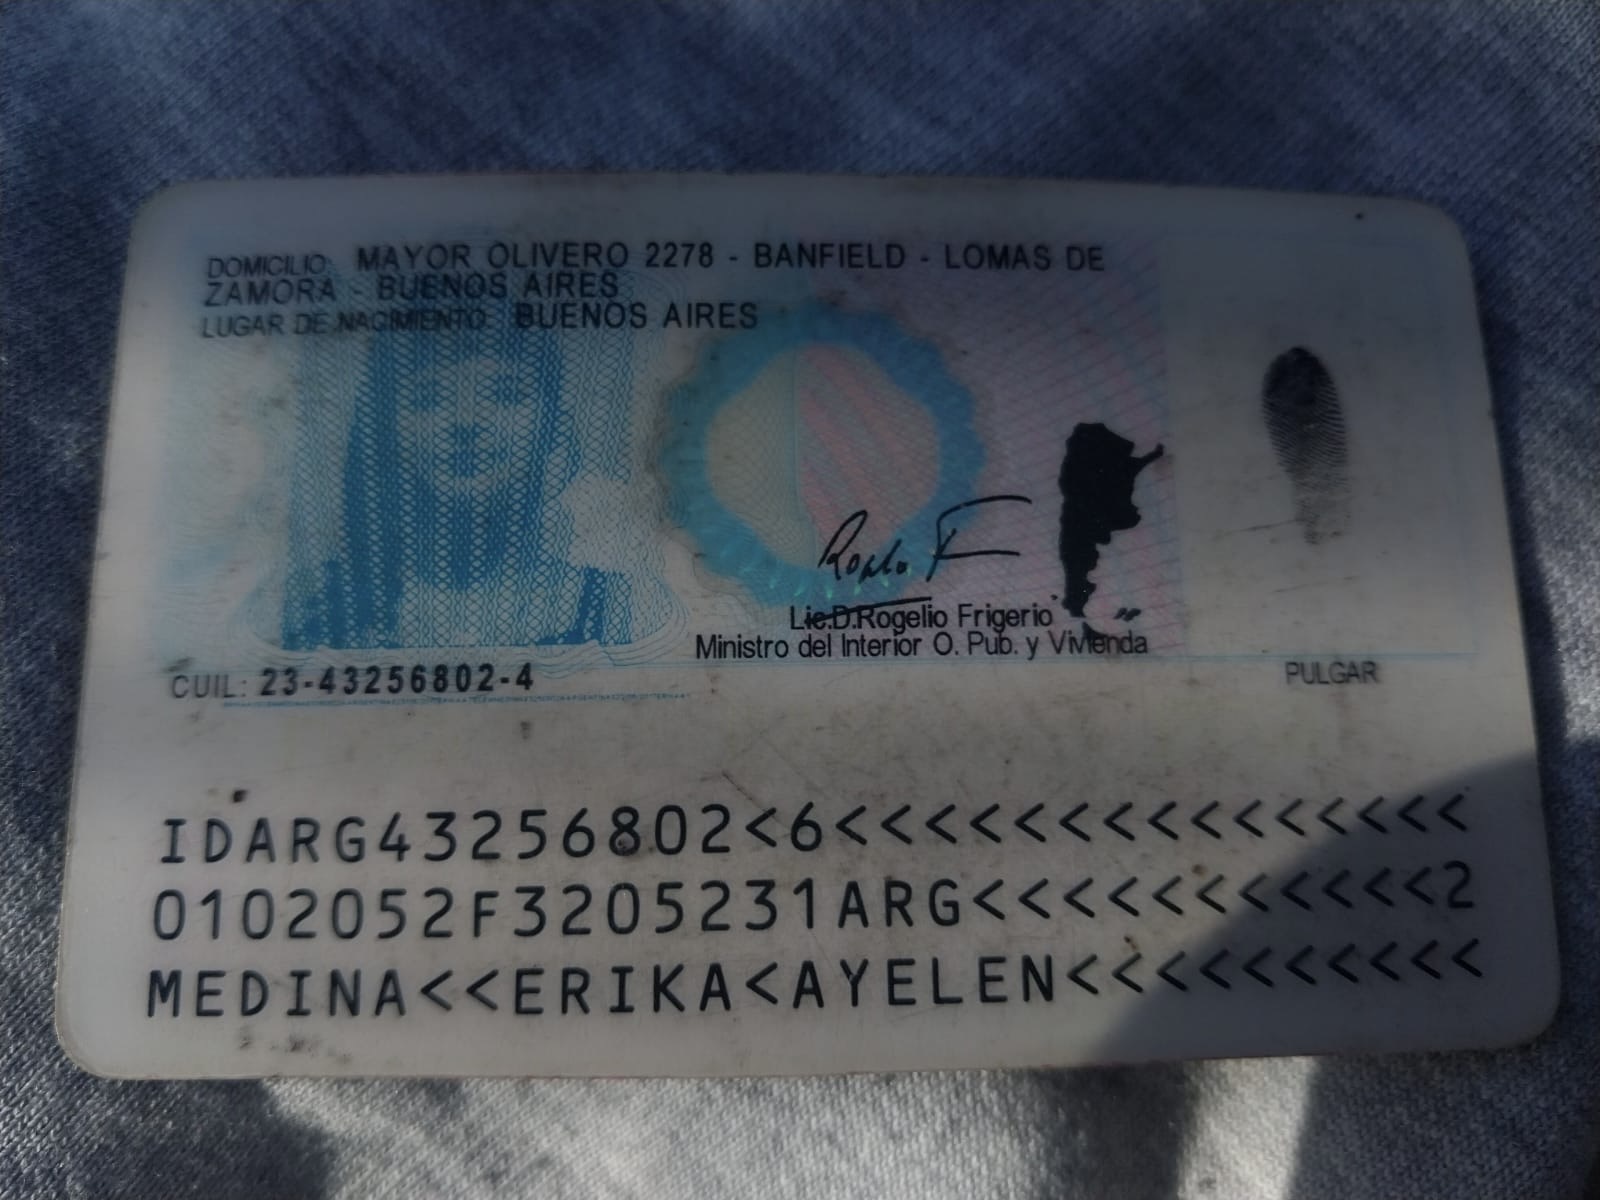 DOMICILIO: MAYOR OLIVERO 2278 - BANFIELD - LOMAS DE
ZAMORA - BUENOS AIRES
LUGAR DE NACIMIENTO: BUENOS AIRES
Lic.D.Rogelio Frigerio
Ministro del Interior O. Pub. y Vivienda
CUIL: 23-43256802-4
PULGAR
IDARG43256802<6<<<<<<<<<<<<<<<
0102052F3205231ARG<<<<<<<<<<<2
MEDINA<<ERIKA<AYELEN<<<<<<<<<<